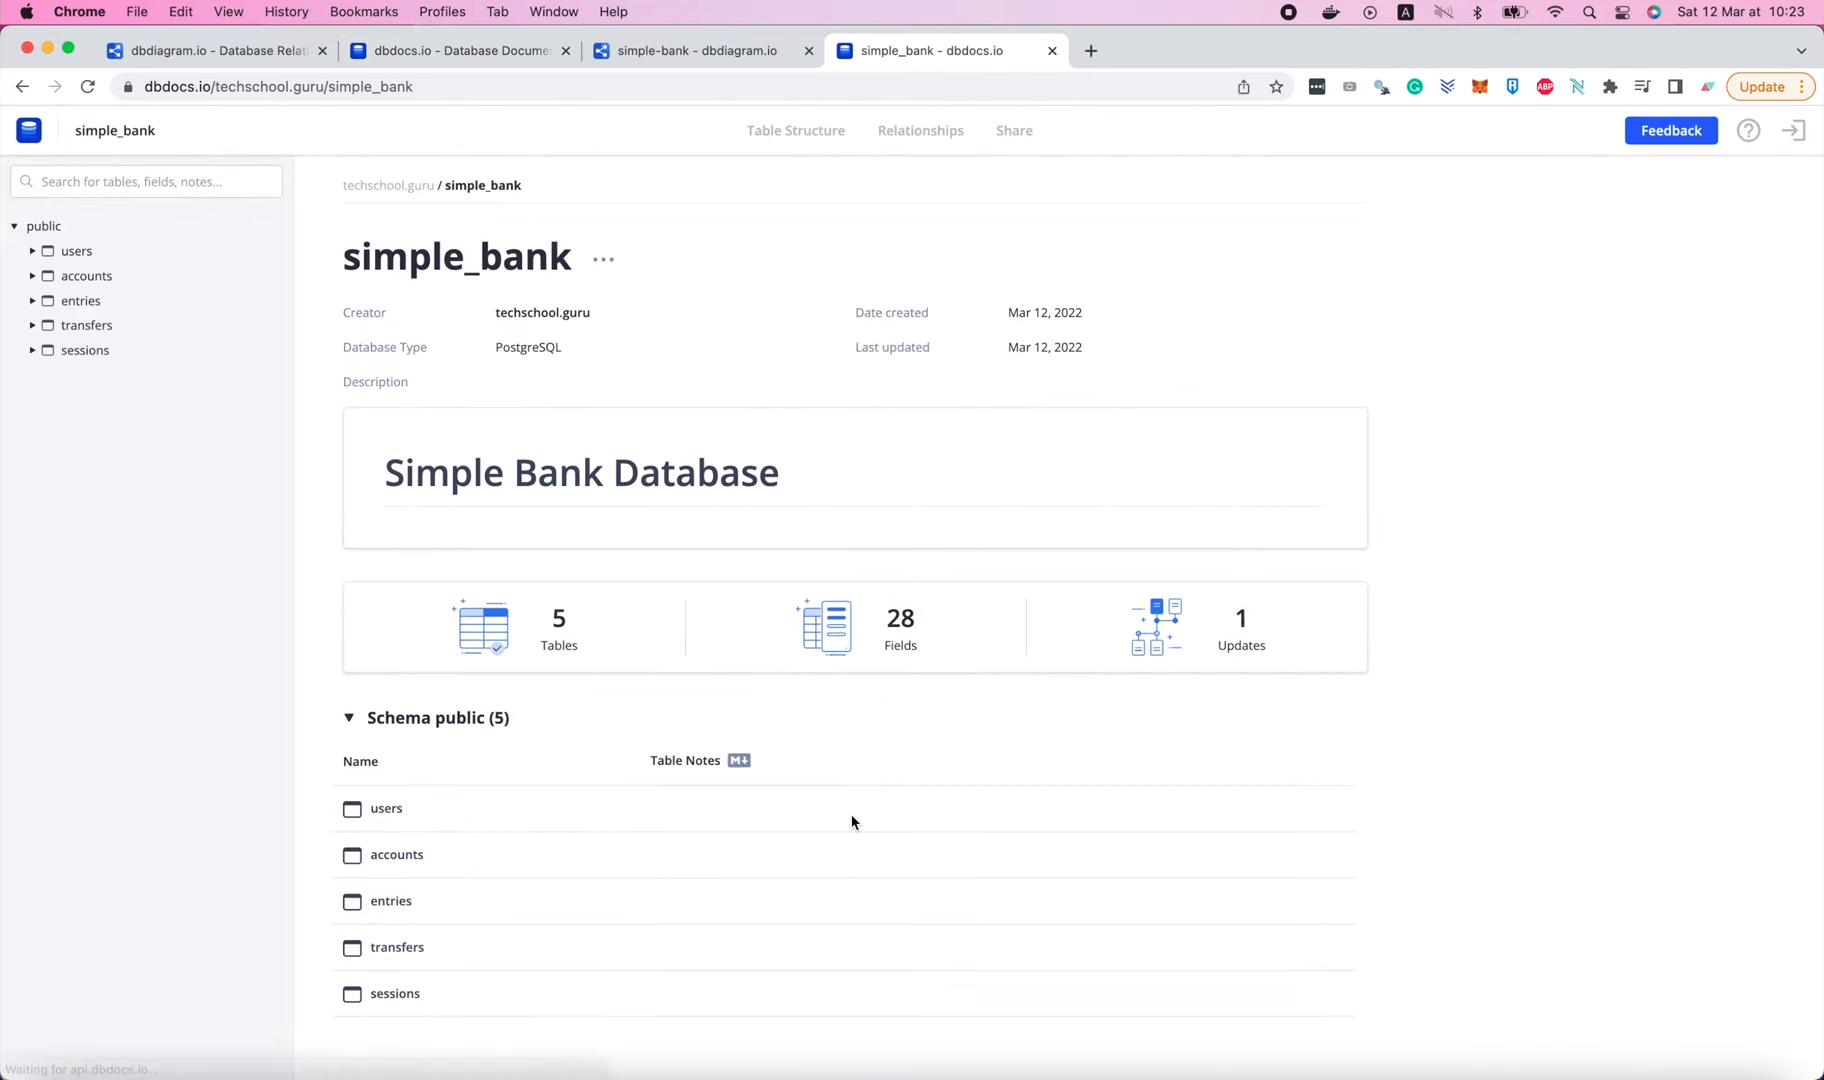 Chrome File Edit View History Bookmarks Profiles Tab Window Help A Sat 12 Mar at 10:23
dbdiagram.io - Database Relati dbdocs.io - Database Docume simple-bank - dbdiagram.io simple_bank - dbdocs.io
dbdocs.io/techschool.guru/simple_bank ABP Update
simple_bank Table Structure Relationships Share Feedback ?
Search for tables, fields, notes...
public
users
accounts
entries
transfers
sessions
techschool.guru / simple_bank
simple_bank ...
Creator techschool.guru Date created Mar 12, 2022
Database Type PostgreSQL Last updated Mar 12, 2022
Description
Simple Bank Database
5 28 1
Tables Fields Updates
Schema public (5)
Name Table Notes M↓
users
accounts
entries
transfers
sessions
Waiting for api.dbdocs.io...